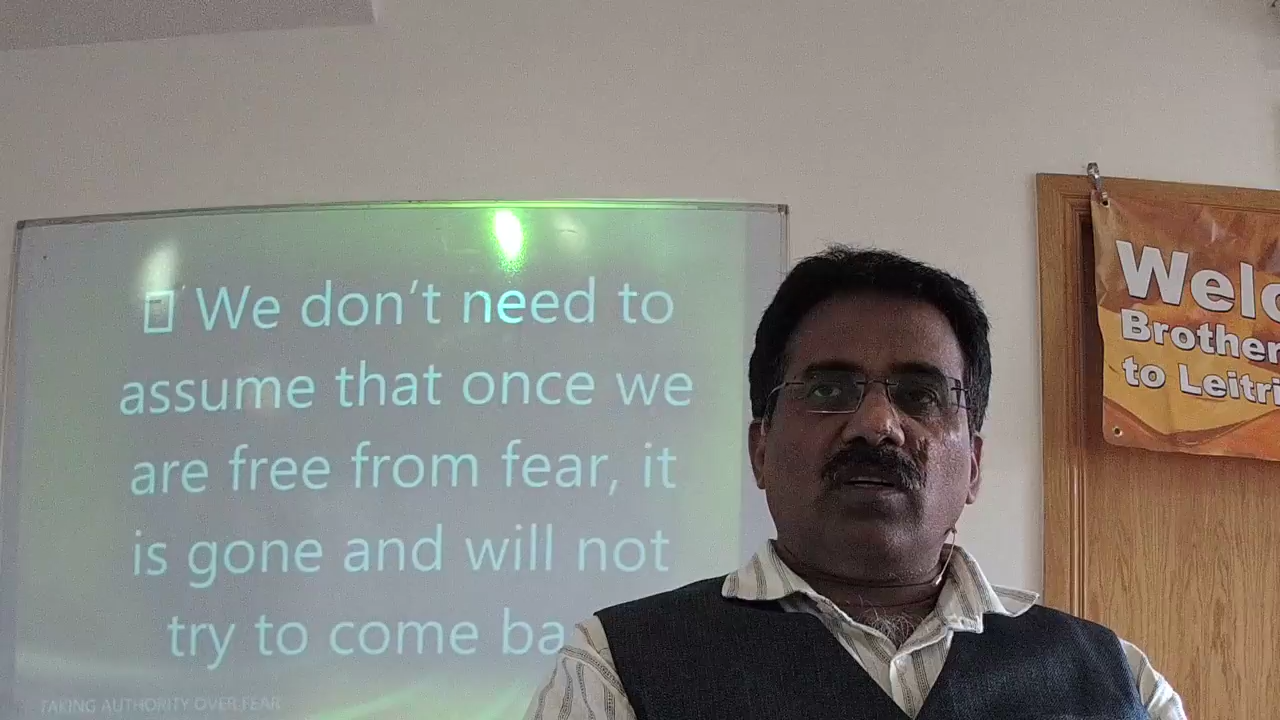 We don't need to
assume that once we
are free from fear, it
is gone and will not
try to come ba
TAKING AUTHORITY OVER FEAR
Welc
Brother
to Leitri